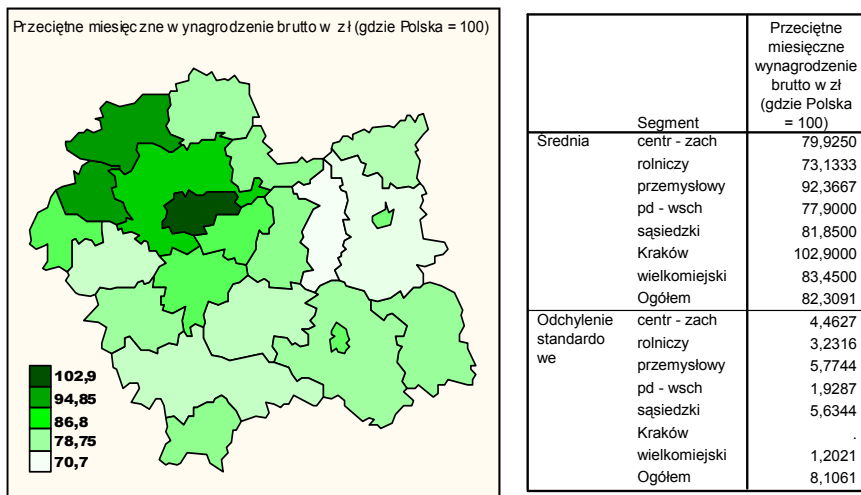 Przeciętne miesięczne w ynagrodzenie brutto w zł (gdzie Polska = 100)
102,9
94,85
86,8
78,75
70,7
Segment
Przeciętne
miesięczne
wynagrodzenie
brutto w zł
(gdzie Polska
= 100)
Średnia centr - zach 79,9250
rolniczy 73,1333
przemysłowy 92,3667
pd - wsch 77,9000
sąsiedzki 81,8500
Kraków 102,9000
wielkomiejski 83,4500
Ogółem 82,3091
Odchylenie centr - zach 4,4627
standardo rolniczy 3,2316
we przemysłowy 5,7744
pd - wsch 1,9287
sąsiedzki 5,6344
Kraków .
wielkomiejski 1,2021
Ogółem 8,1061